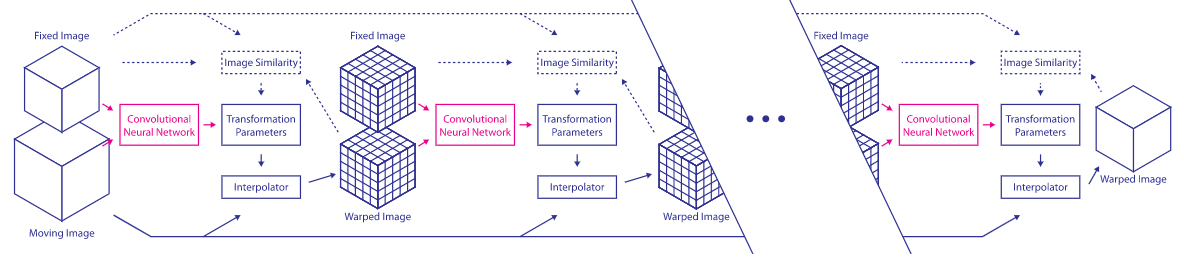 Fixed Image
Moving Image
Convolutional
Neural Network
Image Similarity
Transformation
Parameters
Interpolator
Fixed Image
Warped Image
Convolutional
Neural Network
Image Similarity
Transformation
Parameters
Interpolator
Warped Image
Fixed Image
Convolutional
Neural Network
Image Similarity
Transformation
Parameters
Interpolator
Warped Image